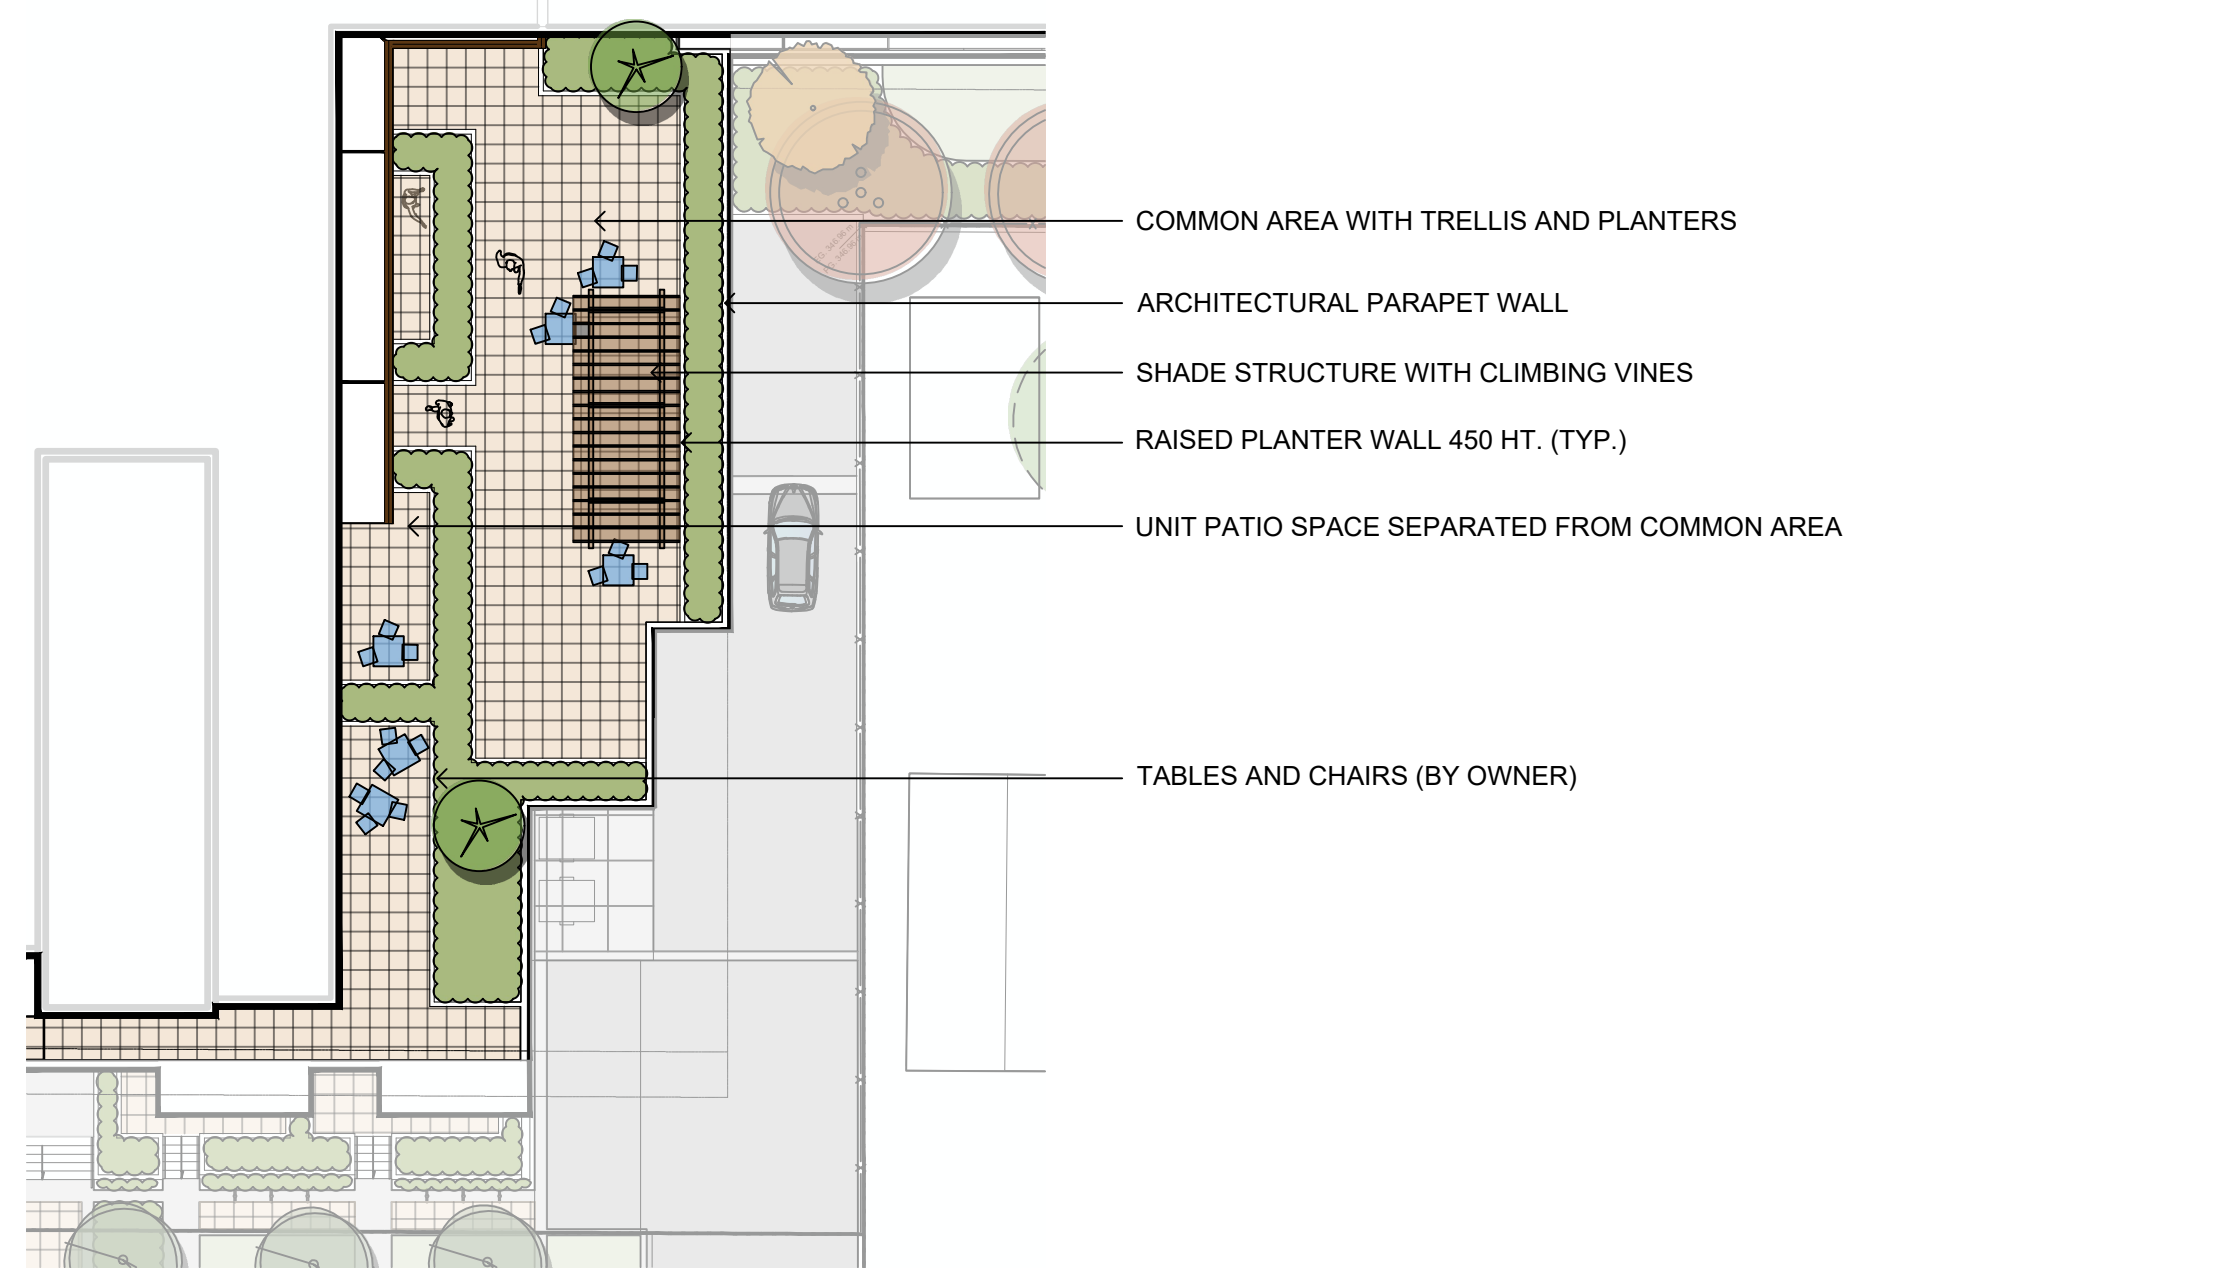 COMMON AREA WITH TRELLIS AND PLANTERS
ARCHITECTURAL PARAPET WALL
SHADE STRUCTURE WITH CLIMBING VINES
RAISED PLANTER WALL 450 HT. (TYP.)
UNIT PATIO SPACE SEPARATED FROM COMMON AREA
TABLES AND CHAIRS (BY OWNER)